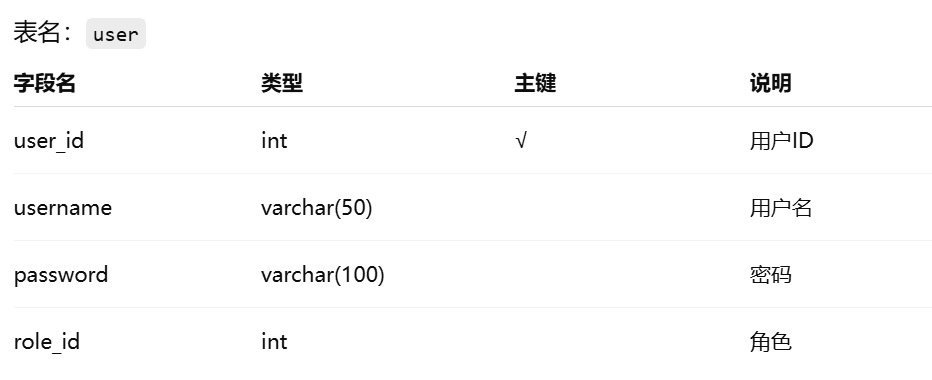 表名： user
字段名 类型 主键 说明
user_id int √ 用户ID
username varchar(50) 用户名
password varchar(100) 密码
role_id int 角色